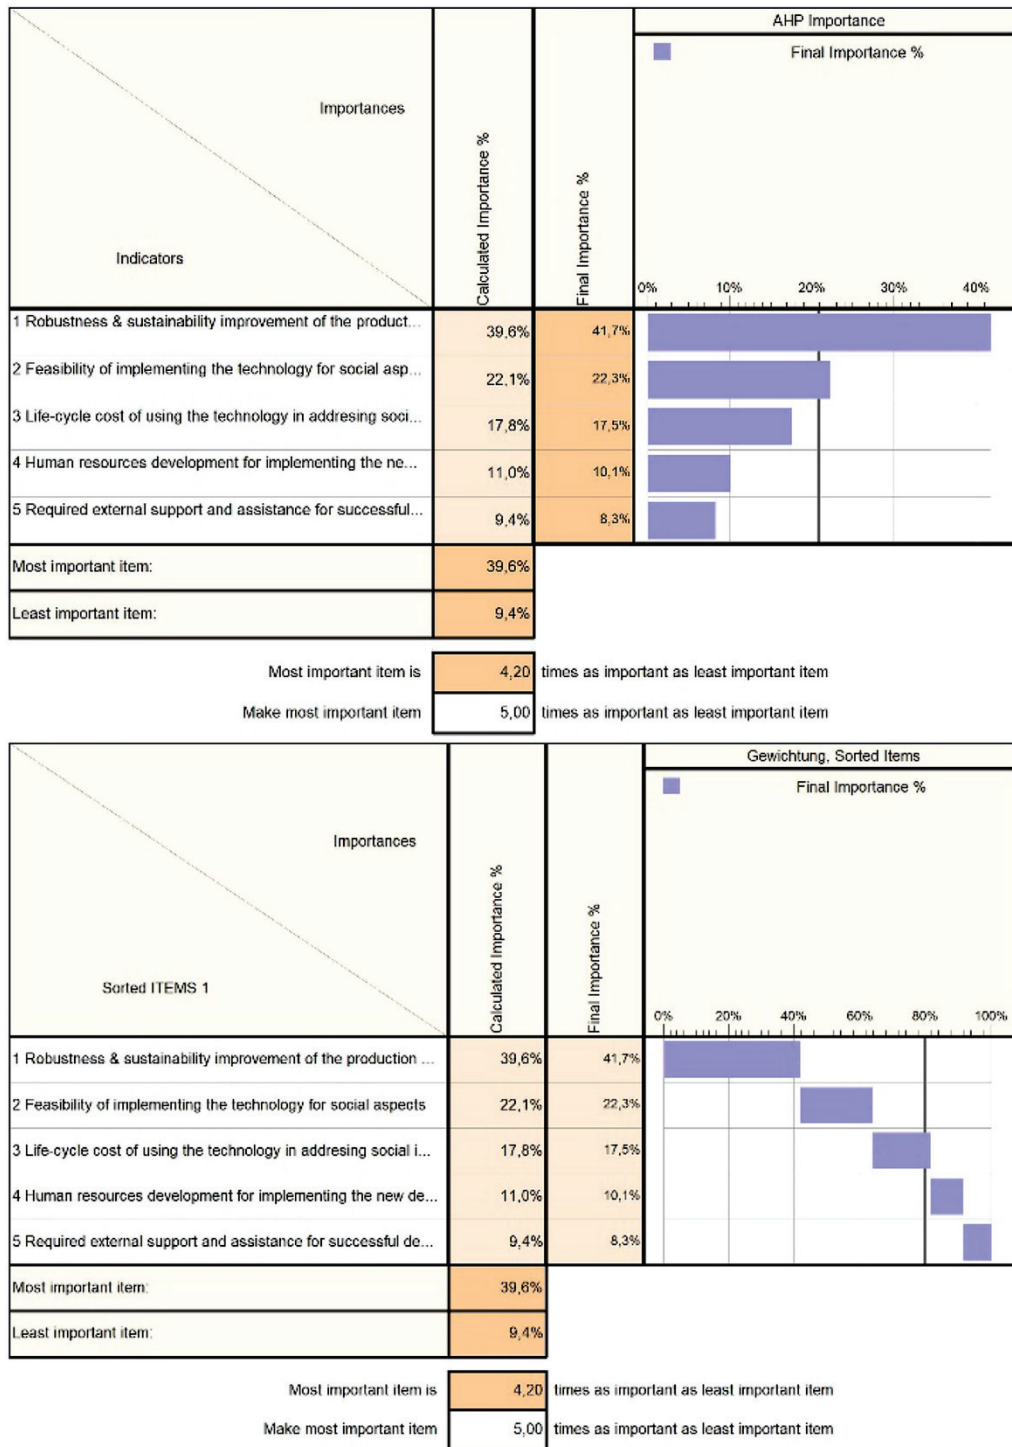 AHP Importance
Final Importance %
Importances
Indicators
Calculated Importance %
Final Importance %
0% 10% 20% 30% 40%
1 Robustness & sustainability improvement of the product... 39,6% 41,7%
2 Feasibility of implementing the technology for social asp... 22,1% 22,3%
3 Life-cycle cost of using the technology in addresing soci... 17,8% 17,5%
4 Human resources development for implementing the ne... 11,0% 10,1%
5 Required external support and assistance for successful... 9,4% 8,3%
Most important item: 39,6%
Least important item: 9,4%
Most important item is 4,20 times as important as least important item
Make most important item 5,00 times as important as least important item
Gewichtung, Sorted Items
Final Importance %
Importances
Sorted ITEMS 1
Calculated Importance %
Final Importance %
0% 20% 40% 60% 80% 100%
1 Robustness & sustainability improvement of the production ... 39,6% 41,7%
2 Feasibility of implementing the technology for social aspects 22,1% 22,3%
3 Life-cycle cost of using the technology in addresing social i... 17,8% 17,5%
4 Human resources development for implementing the new de... 11,0% 10,1%
5 Required external support and assistance for successful de... 9,4% 8,3%
Most important item: 39,6%
Least important item: 9,4%
Most important item is 4,20 times as important as least important item
Make most important item 5,00 times as important as least important item